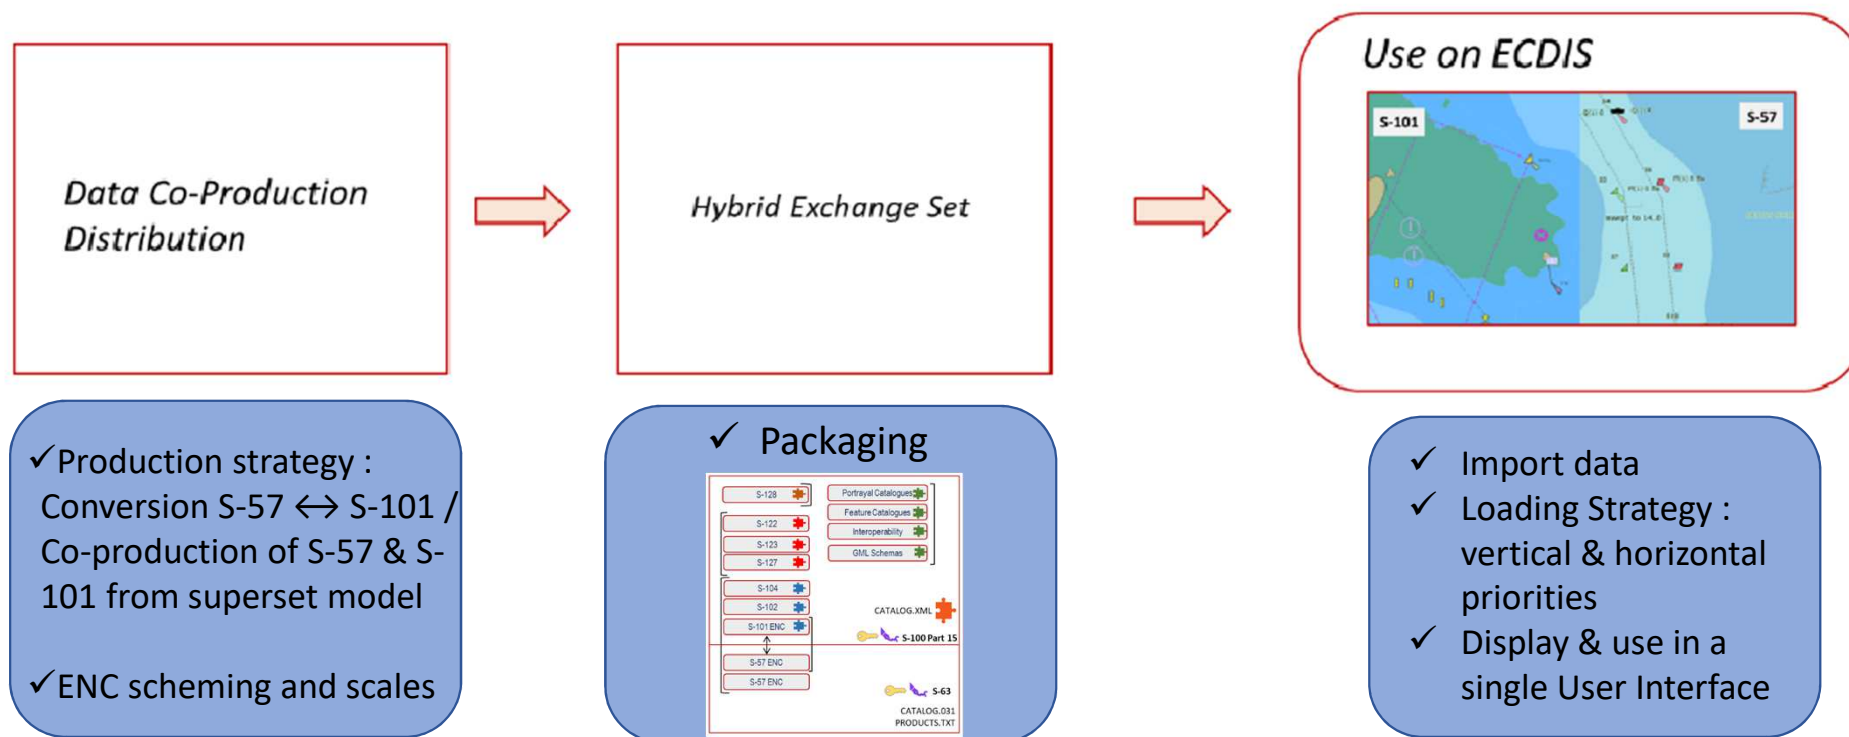 Data Co-Production
Distribution
Hybrid Exchange Set
Use on ECDIS
S-101
S-57
✓Production strategy :
Conversion S-57 ↔ S-101 /
Co-production of S-57 & S-
101 from superset model
✓ENC scheming and scales
✓ Packaging
S-128
S-122
S-123
S-127
S-104
S-102
S-101 ENC
S-57 ENC
S-57 ENC
Portrayal Catalogues
Feature Catalogues
Interoperability
GML Schemas
CATALOG.XML
S-100 Part 15
S-63
CATALOG.031
PRODUCTS.TXT
✓ Import data
✓ Loading Strategy :
vertical & horizontal
priorities
✓ Display & use in a
single User Interface